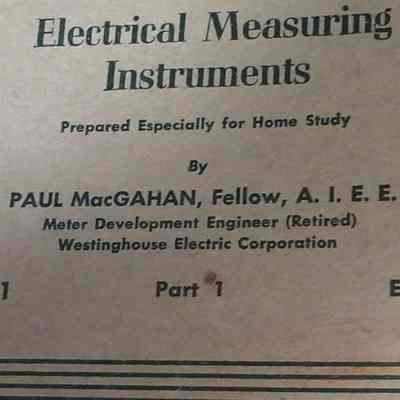 Electrical Measuring
Instruments
Prepared Especially for Home Study
By
PAUL MacGAHAN, Fellow, A. I. E. E.
Meter Development Engineer (Retired)
Westinghouse Electric Corporation
1 Part 1 E